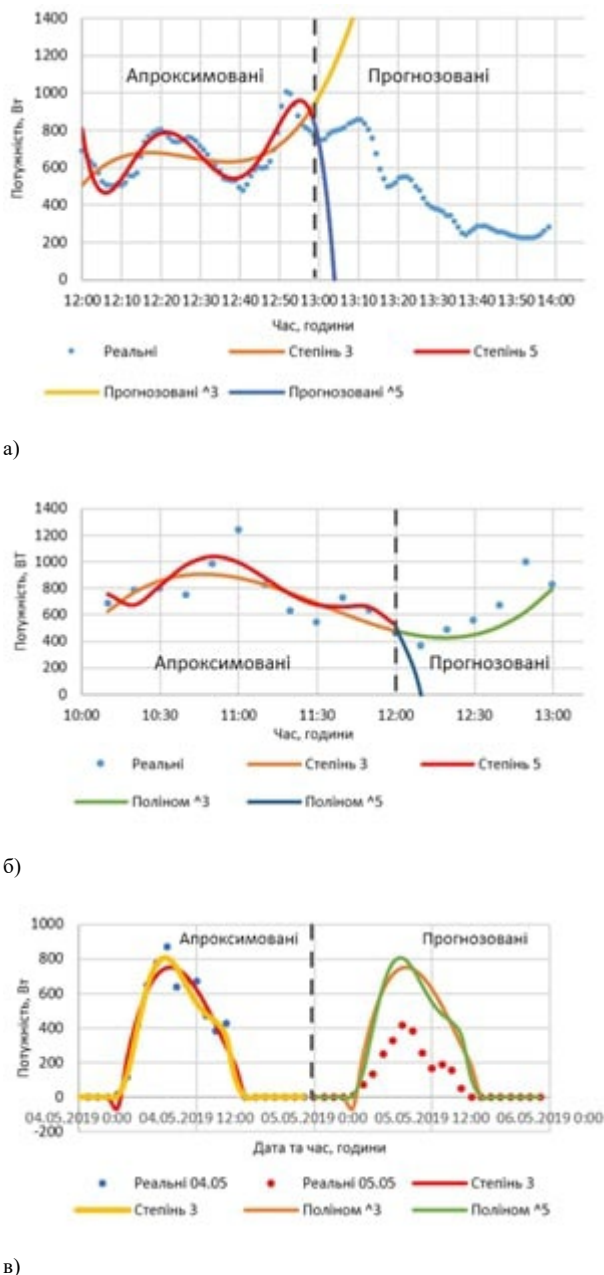 1400
Апроксимовані Прогнозовані
1200
1000
800
600
400
200
0
Потужність, Вт
12:00 12:10 12:20 12:30 12:40 12:50 13:00 13:10 13:20 13:30 13:40 13:50 14:00
Час, години
Реальні Степінь 3 Степінь 5
Прогнозовані ^3 Прогнозовані ^5
а)
1400
1200
1000
800
600
400
200
0
Потужність, ВТ
Апроксимовані Прогнозовані
10:00 10:30 11:00 11:30 12:00 12:30 13:00
Час, години
Реальні Степінь 3 Степінь 5
Поліном ^3 Поліном ^5
б)
1000
Апроксимовані Прогнозовані
800
600
400
200
0
-200
Потужність, Вт
04.05.2019 0:00 04.05.2019 12:00 05.05.2019 0:00 05.05.2019 12:00 06.05.2019 0:00
Дата та час, години
Реальні 04.05 Реальні 05.05 Степінь 3
Степінь 3 Поліном ^3 Поліном ^5
в)